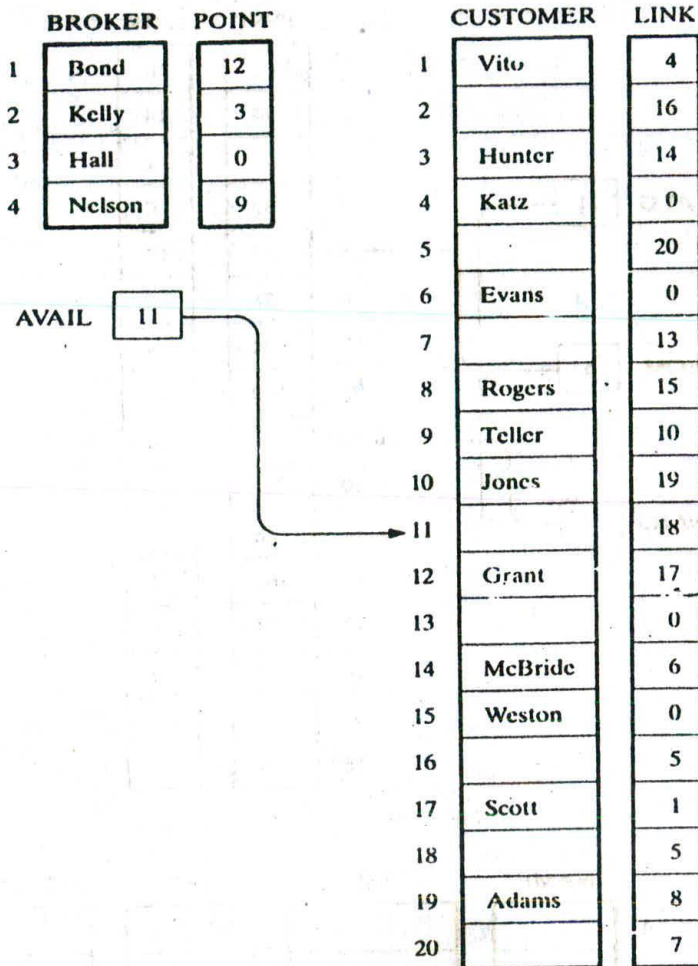 BROKER POINT CUSTOMER LINK
1 Bond 12 1 Vito 4
2 Kelly 3 2 16
3 Hall 0 3 Hunter 14
4 Nelson 9 4 Katz 0
5 20
6 Evans 0
AVAIL 11
7 13
8 Rogers 15
9 Teller 10
10 Jones 19
11 18
12 Grant 17
13 0
14 McBride 6
15 Weston 0
16 5
17 Scott 1
18 5
19 Adams 8
20 7